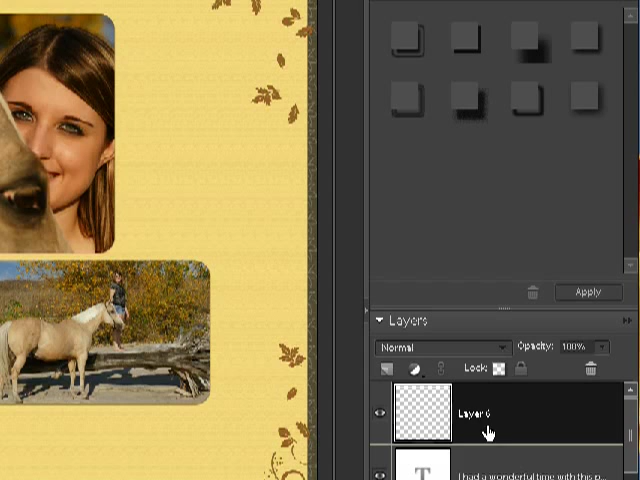 Apply
Layers
Normal Opacity: 100%
Lock:
Layer 6
T
I had a wonderful time with this p...